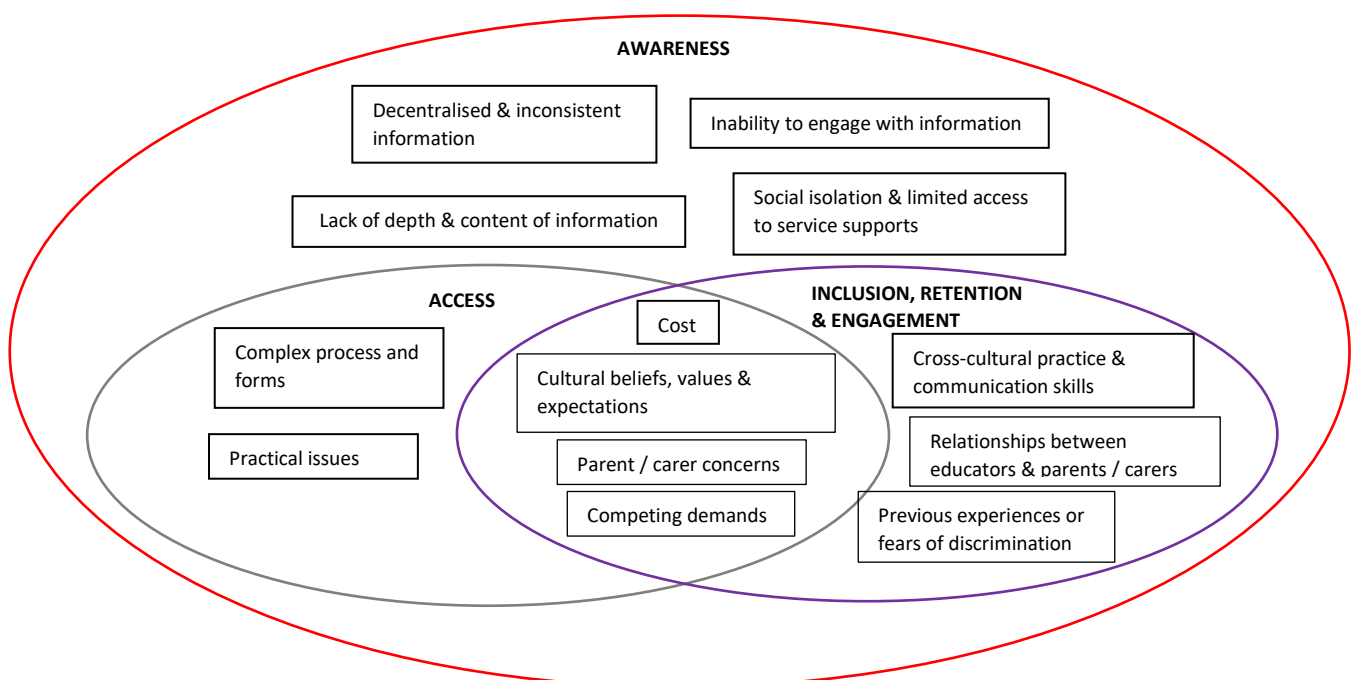 AWARENESS
Decentralised & inconsistent
information
Inability to engage with information
Lack of depth & content of information
Social isolation & limited access
to service supports
ACCESS
Complex process and
forms
Practical issues
Cost
Cultural beliefs, values &
expectations
Parent / carer concerns
Competing demands
INCLUSION, RETENTION
& ENGAGEMENT
Cross-cultural practice &
communication skills
Relationships between
educators & parents / carers
Previous experiences or
fears of discrimination